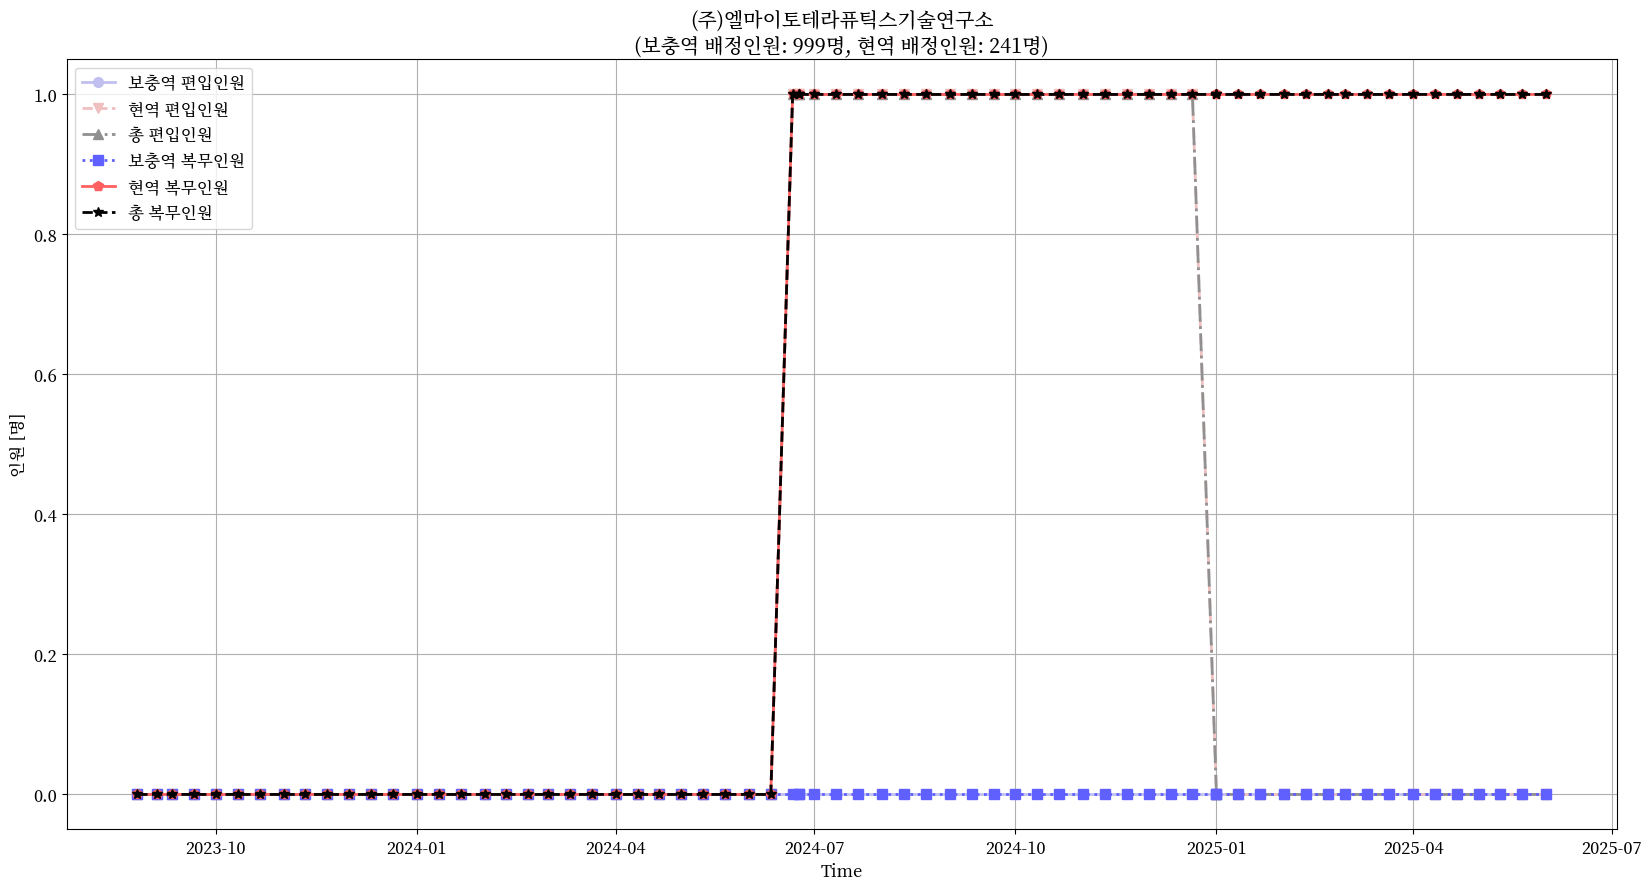 (주)엘마이토테라퓨틱스기술연구소
(보충역 배정인원: 999명, 현역 배정인원: 241명)
보충역 편입인원
현역 편입인원
총 편입인원
보충역 복무인원
현역 복무인원
총 복무인원
1.0
0.8
0.6
0.4
0.2
0.0
인원 [명]
2023-10
2024-01
2024-04
2024-07
2024-10
2025-01
2025-04
2025-07
Time